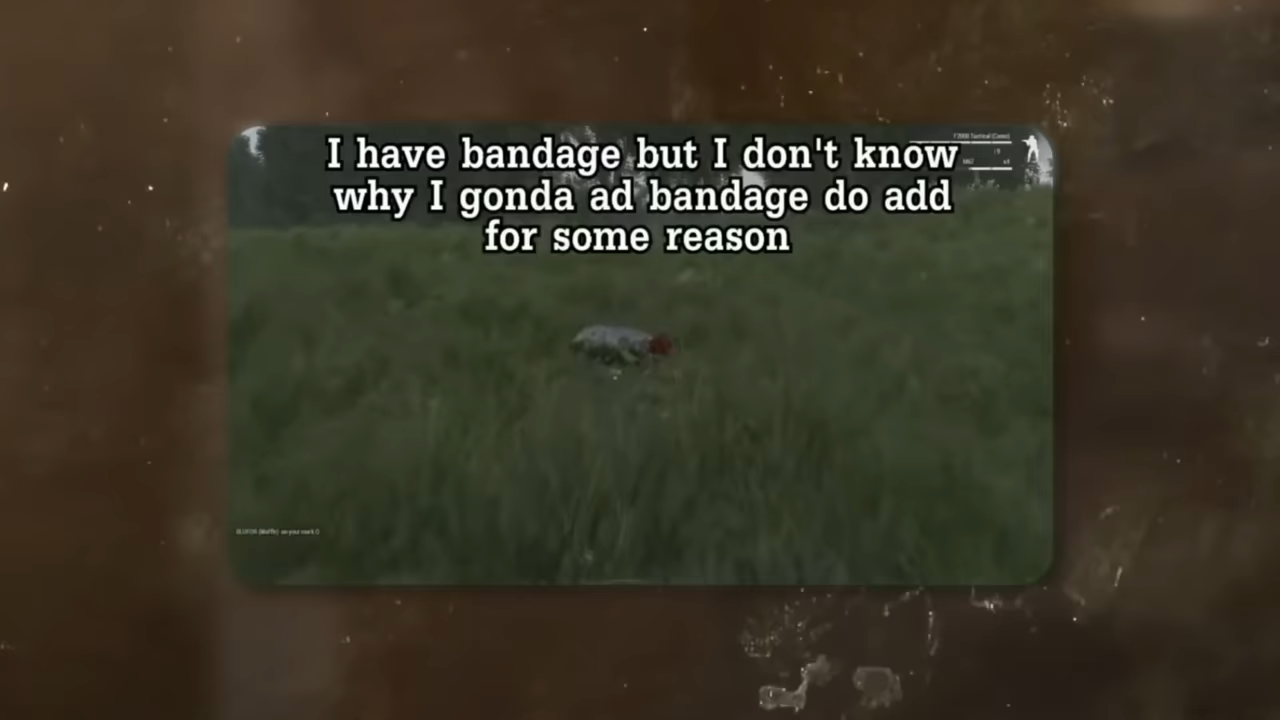 I have bandage but I don't know
why I gonda ad bandage do add
for some reason